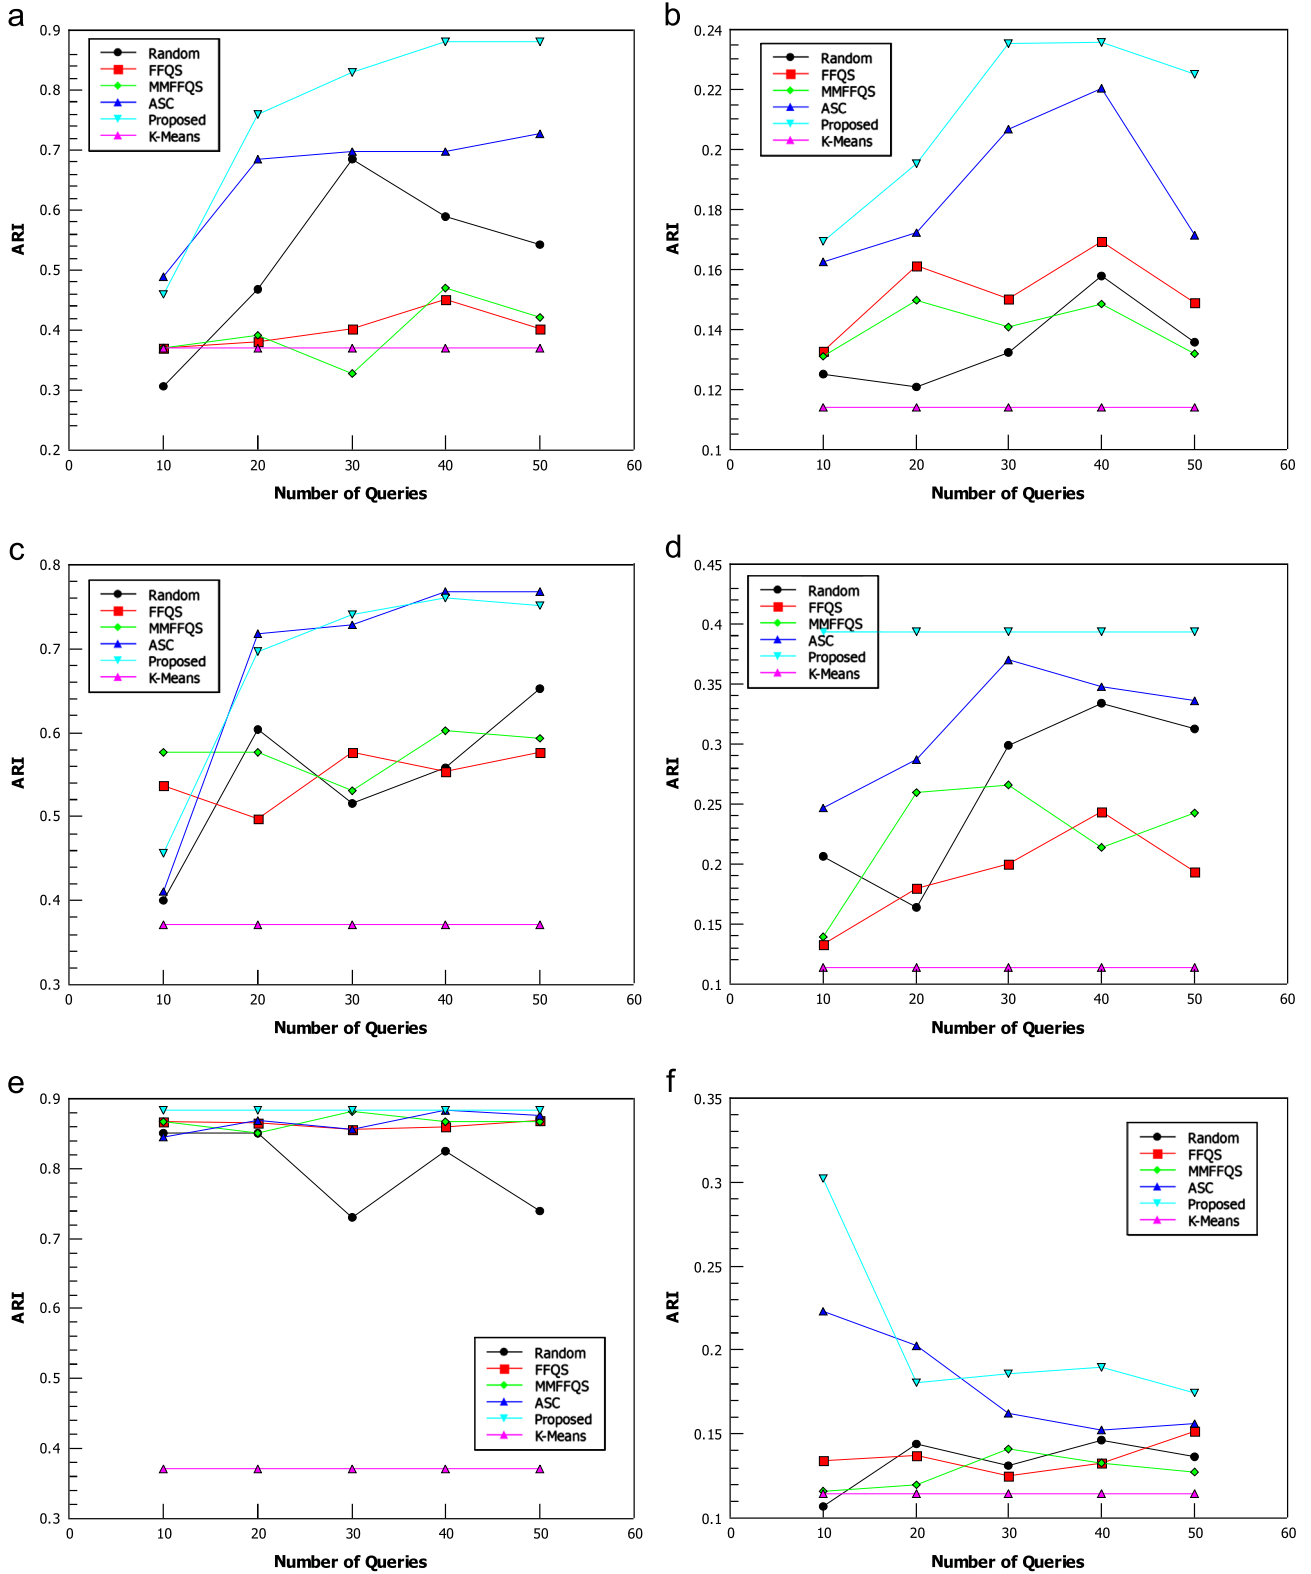 a
0.9
0.8
0.7
0.6
0.5
0.4
0.3
0.2
ARI
Random
FFQS
MMFFQS
ASC
Proposed
K-Means
0 10 20 30 40 50 60
Number of Queries
b
0.24
0.22
0.2
0.18
0.16
0.14
0.12
0.1
ARI
Random
FFQS
MMFFQS
ASC
Proposed
K-Means
0 10 20 30 40 50 60
Number of Queries
c
0.8
0.7
0.6
0.5
0.4
0.3
ARI
Random
FFQS
MMFFQS
ASC
Proposed
K-Means
0 10 20 30 40 50 60
Number of Queries
d
0.45
0.4
0.35
0.3
0.25
0.2
0.15
0.1
ARI
Random
FFQS
MMFFQS
ASC
Proposed
K-Means
0 10 20 30 40 50 60
Number of Queries
e
0.9
0.8
0.7
0.6
0.5
0.4
0.3
ARI
Random
FFQS
MMFFQS
ASC
Proposed
K-Means
0 10 20 30 40 50 60
Number of Queries
f
0.35
0.3
0.25
0.2
0.15
0.1
ARI
Random
FFQS
MMFFQS
ASC
Proposed
K-Means
0 10 20 30 40 50 60
Number of Queries